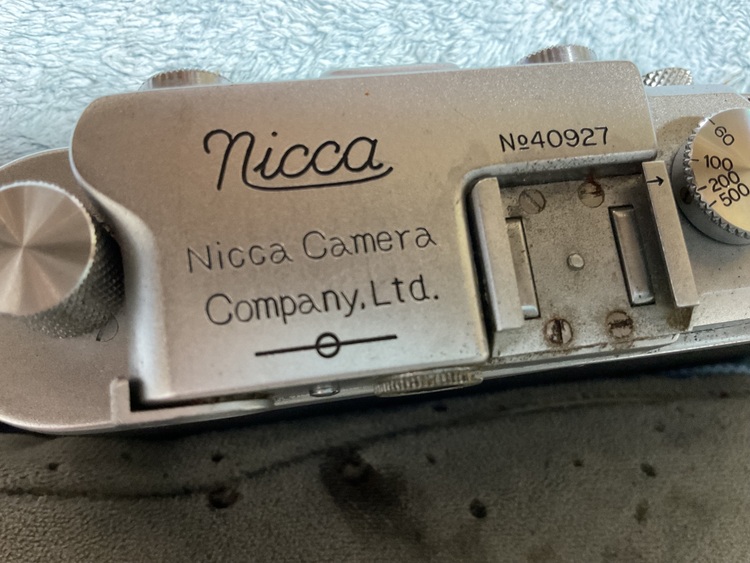 Nicca
№40927
Nicca Camera
Company, Ltd.
→
60
100
200
500